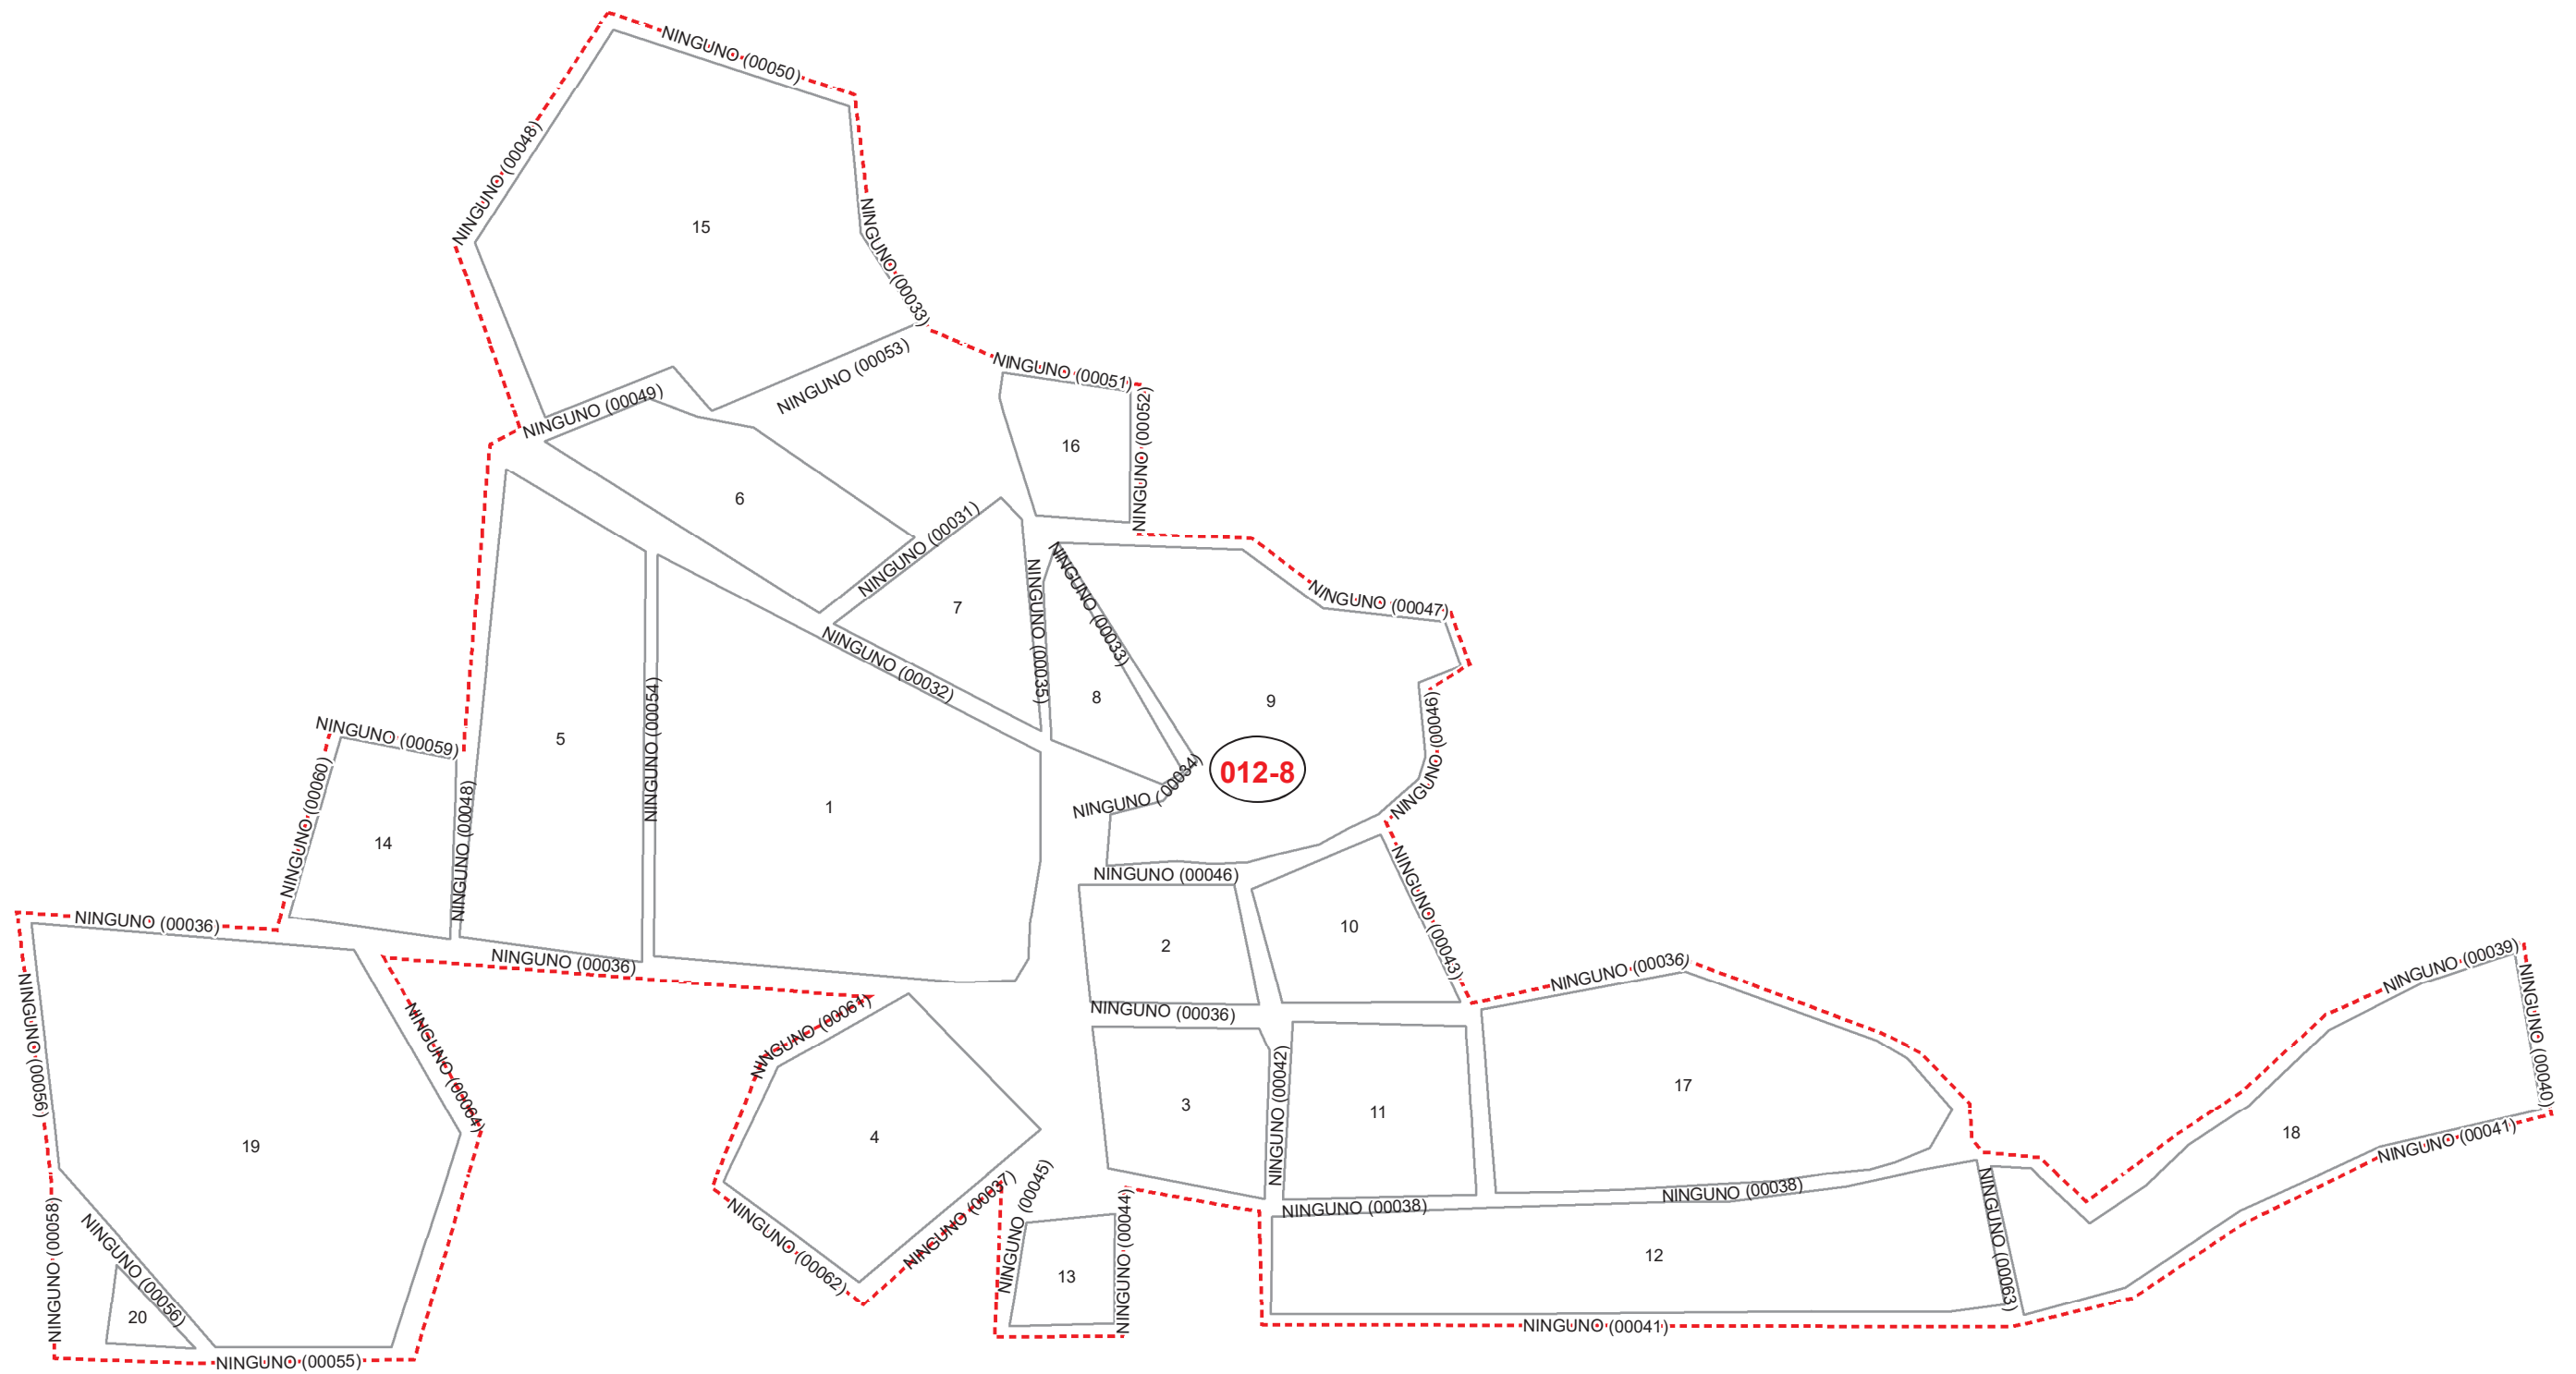 NINGUNO (00050)
NINGUNO (00048)
15
NINGUNO (00033)
NINGUNO (00053)
NINGUNO (00051)
NINGUNO (00049)
NINGUNO (00052)
16
6
NINGUNO (00031)
7
NINGUNO (00035)
NINGUNO (00033)
NINGUNO (00047)
NINGUNO (00032)
8
9
NINGUNO (00046)
5
NINGUNO (00054)
NINGUNO (00059)
012-8
NINGUNO (00034)
1
NINGUNO (00060)
14
NINGUNO (00048)
NINGUNO (00046)
NINGUNO (00043)
10
2
NINGUNO (00036)
NINGUNO (00036)
NINGUNO (00036)
NINGUNO (00039)
NINGUNO (00040)
NINGUNO (00036)
NINGUNO (00061)
NINGUNO (00056)
NINGUNO (00064)
17
3
NINGUNO (00042)
11
18
NINGUNO (00041)
4
19
NINGUNO (00037)
NINGUNO (00045)
NINGUNO (00044)
NINGUNO (00038)
NINGUNO (00038)
NINGUNO (00062)
NINGUNO (00063)
12
13
NINGUNO (00058)
NINGUNO (00056)
20
NINGUNO (00041)
NINGUNO (00055)